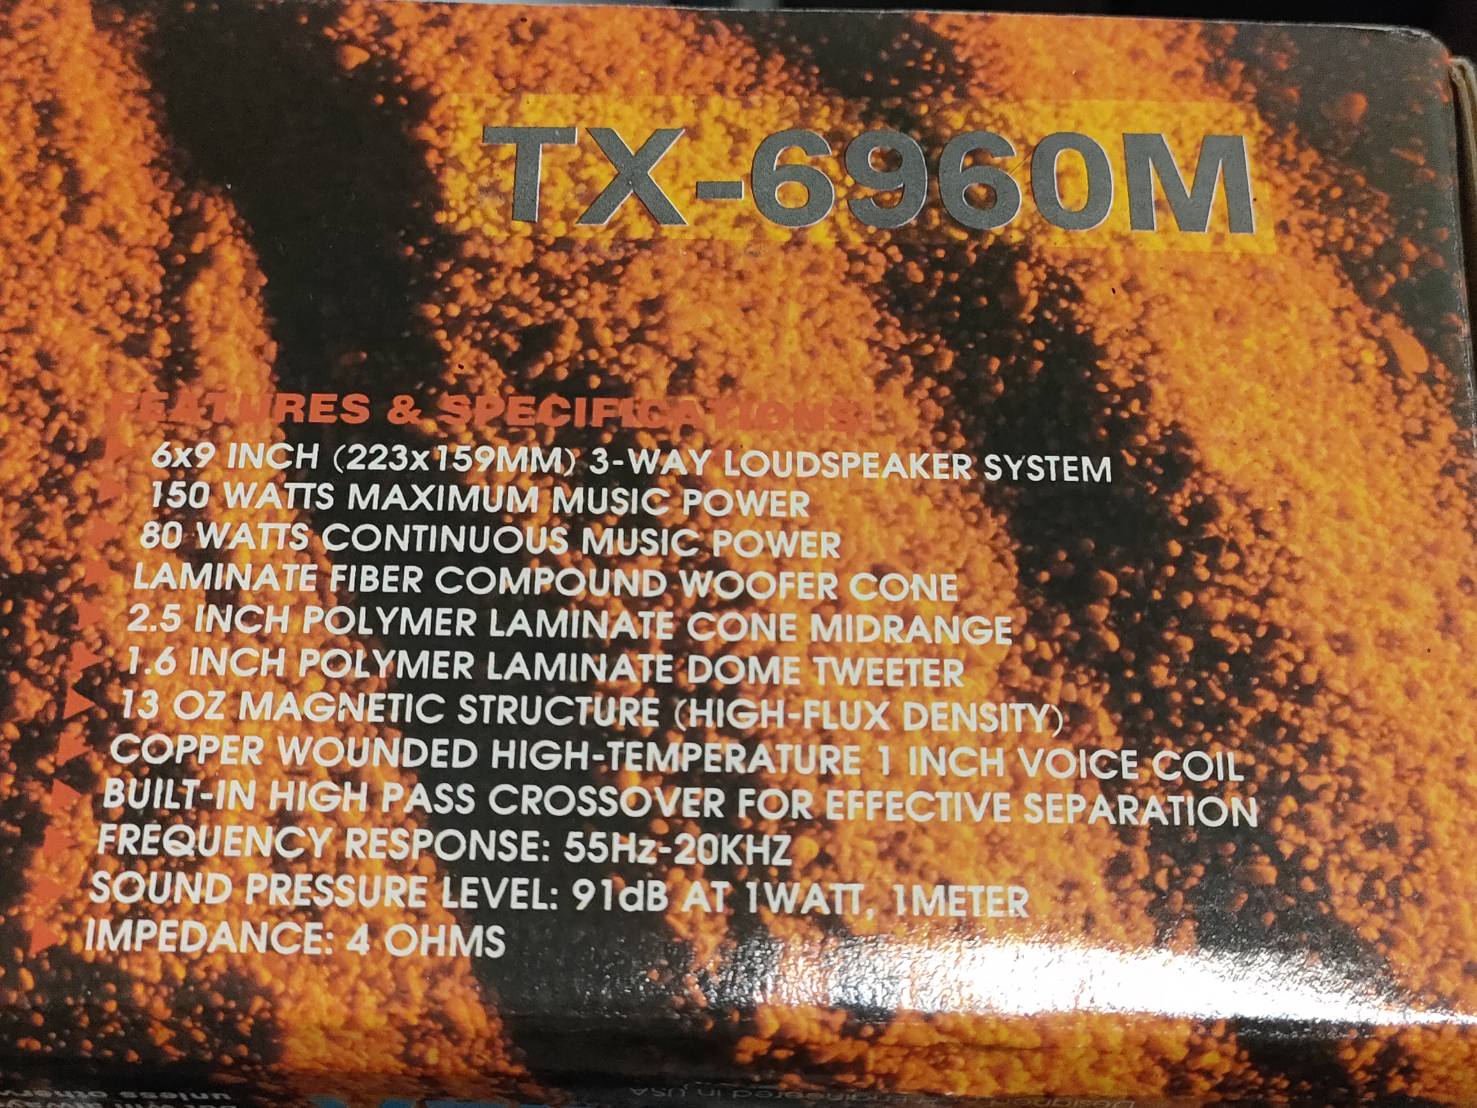 TX-6960M
FEATURES & SPECIFICATIONS
6x9 INCH (223x159MM) 3-WAY LOUDSPEAKER SYSTEM
150 WATTS MAXIMUM MUSIC POWER
80 WATTS CONTINUOUS MUSIC POWER
LAMINATE FIBER COMPOUND WOOFER CONE
2.5 INCH POLYMER LAMINATE CONE MIDRANGE
1.6 INCH POLYMER LAMINATE DOME TWEETER
13 OZ MAGNETIC STRUCTURE (HIGH-FLUX DENSITY)
COPPER WOUNDED HIGH-TEMPERATURE 1 INCH VOICE COIL
BUILT-IN HIGH PASS CROSSOVER FOR EFFECTIVE SEPARATION
FREQUENCY RESPONSE: 55Hz-20KHZ
SOUND PRESSURE LEVEL: 91dB AT 1WATT, 1METER
IMPEDANCE: 4 OHMS
unless
Engineered in USA